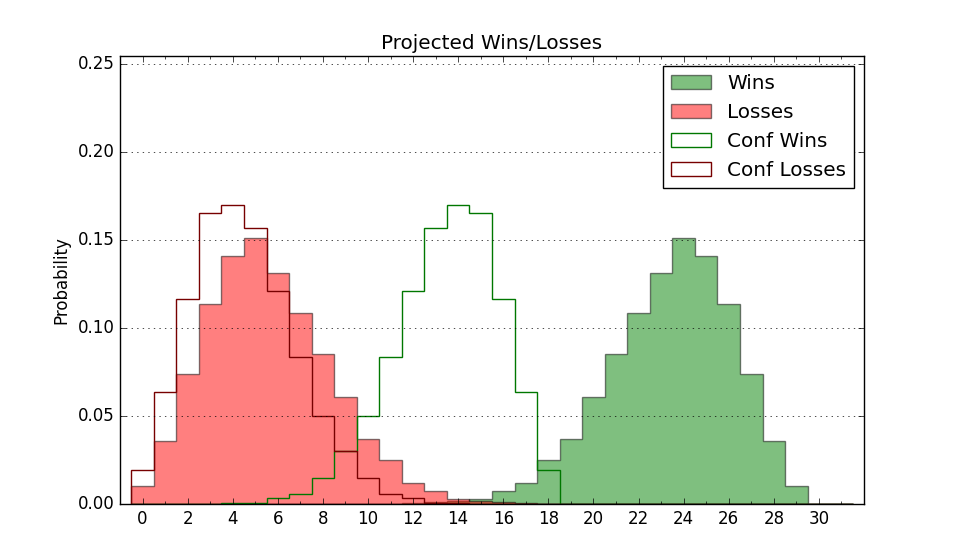 Projected Wins/Losses
0.25
0.20
0.15
0.10
0.05
0.00
Probability
Wins
Losses
Conf Wins
Conf Losses
0 2 4 6 8 10 12 14 16 18 20 22 24 26 28 30